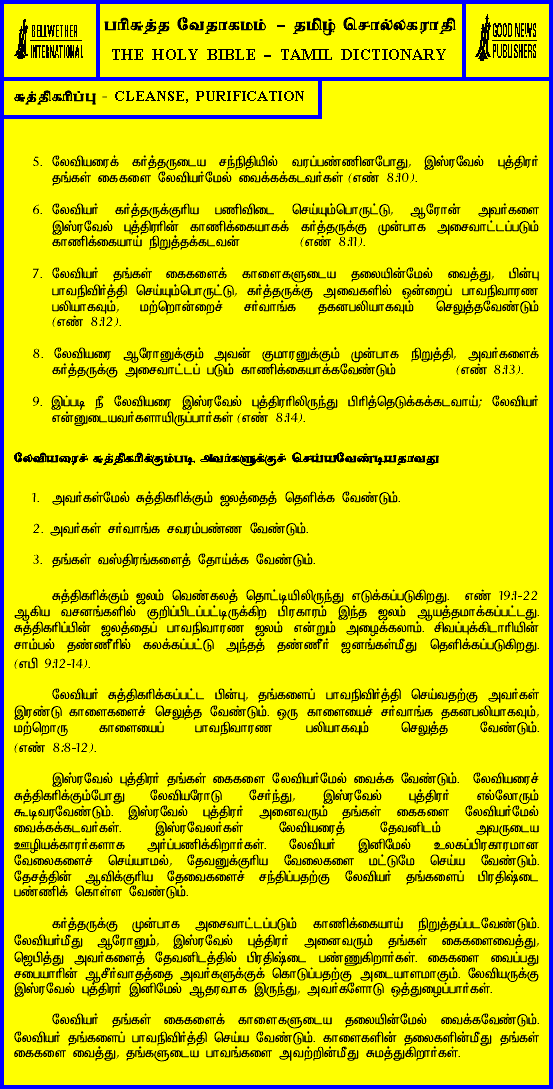 BELLWETHER
INTERNATIONAL
பரிசுத்த வேதாகமம் – தமிழ் சொல்லகராதி
THE HOLY BIBLE – TAMIL DICTIONARY
GOOD NEWS
PUBLISHERS
சுத்திகரிப்பு - CLEANSE, PURIFICATION
5. லேவியரைக் கர்த்தருடைய சந்நிதியில் வரப்பண்ணினபோது, இஸ்ரவேல் புத்திரர்
தங்கள் கைகளை லேவியர்மேல் வைக்கக்கடவர்கள் (எண் 8:10).
6. லேவியர் கர்த்தருக்குரிய பணிவிடை செய்யும்பொருட்டு, ஆரோன் அவர்களை
இஸ்ரவேல் புத்திரரின் காணிக்கையாகக் கர்த்தருக்கு முன்பாக அசைவாட்டப்படும்
காணிக்கையாய் நிறுத்தக்கடவன் (எண் 8:11).
7. லேவியர் தங்கள் கைகளைக் காளைகளுடைய தலையின்மேல் வைத்து, பின்பு
பாவநிவிர்த்தி செய்யும்பொருட்டு, கர்த்தருக்கு அவைகளில் ஒன்றைப் பாவநிவாரண
பலியாகவும், மற்றொன்றைச் சர்வாங்க தகனபலியாகவும் செலுத்தவேண்டும்
(எண் 8:12).
8. லேவியரை ஆரோனுக்கும் அவன் குமாரனுக்கும் முன்பாக நிறுத்தி, அவர்களைக்
கர்த்தருக்கு அசைவாட்டப் படும் காணிக்கையாக்கவேண்டும் (எண் 8:13).
9. இப்படி நீ லேவியரை இஸ்ரவேல் புத்திரரிலிருந்து பிரித்தெடுக்கக்கடவாய்; லேவியர்
என்னுடையவர்களாயிருப்பார்கள் (எண் 8:14).
லேவியரைச் சுத்திகரிக்கும்படி, அவர்களுக்குச் செய்யவேண்டியதாவது
1. அவர்கள்மேல் சுத்திகரிக்கும் ஜலத்தைத் தெளிக்க வேண்டும்.
2. அவர்கள் சர்வாங்க சவரம்பண்ண வேண்டும்.
3. தங்கள் வஸ்திரங்களைத் தோய்க்க வேண்டும்.
சுத்திகரிக்கும் ஜலம் வெண்கலத் தொட்டியிலிருந்து எடுக்கப்படுகிறது. எண் 19:1-22
ஆகிய வசனங்களில் குறிப்பிடப்பட்டிருக்கிற பிரகாரம் இந்த ஜலம் ஆயத்தமாக்கப்பட்டது.
சுத்திகரிப்பின் ஜலத்தைப் பாவநிவாரண ஜலம் என்றும் அழைக்கலாம். சிவப்புக்கிடாரியின்
சாம்பல் தண்ணீரில் கலக்கப்பட்டு அந்தத் தண்ணீர் ஜனங்கள்மீது தெளிக்கப்படுகிறது.
(எபி 9:12-14).
லேவியர் சுத்திகரிக்கப்பட்ட பின்பு, தங்களைப் பாவநிவிர்த்தி செய்வதற்கு அவர்கள்
இரண்டு காளைகளைச் செலுத்த வேண்டும். ஒரு காளையைச் சர்வாங்க தகனபலியாகவும்,
மற்றொரு காளையைப் பாவநிவாரண பலியாகவும் செலுத்த வேண்டும்.
(எண் 8:8-12).
இஸ்ரவேல் புத்திரர் தங்கள் கைகளை லேவியர்மேல் வைக்க வேண்டும். லேவியரைச்
சுத்திகரிக்கும்போது லேவியரோடு சேர்ந்து, இஸ்ரவேல் புத்திரர் எல்லோரும்
கூடிவரவேண்டும். இஸ்ரவேல் புத்திரர் அனைவரும் தங்கள் கைகளை லேவியர்மேல்
வைக்கக்கடவர்கள். இஸ்ரவேலர்கள் லேவியரைத் தேவனிடம் அவருடைய
ஊழியக்காரர்களாக அர்ப்பணிக்கிறார்கள். லேவியர் இனிமேல் உலகப்பிரகாரமான
வேலைகளைச் செய்யாமல், தேவனுக்குரிய வேலைகளை மட்டுமே செய்ய வேண்டும்.
தேசத்தின் ஆவிக்குரிய தேவைகளைச் சந்திப்பதற்கு லேவியர் தங்களைப் பிரதிஷ்டை
பண்ணிக் கொள்ள வேண்டும்.
கர்த்தருக்கு முன்பாக அசைவாட்டப்படும் காணிக்கையாய் நிறுத்தப்படவேண்டும்.
லேவியர்மீது ஆரோனும், இஸ்ரவேல் புத்திரர் அனைவரும் தங்கள் கைகளைவைத்து,
ஜெபித்து அவர்களைத் தேவனிடத்தில் பிரதிஷ்டை பண்ணுகிறார்கள். கைகளை வைப்பது
சபையாரின் ஆசீர்வாதத்தை அவர்களுக்குக் கொடுப்பதற்கு அடையாளமாகும். லேவியருக்கு
இஸ்ரவேல் புத்திரர் இனிமேல் ஆதரவாக இருந்து, அவர்களோடு ஒத்துழைப்பார்கள்.
லேவியர் தங்கள் கைகளைக் காளைகளுடைய தலையின்மேல் வைக்கவேண்டும்.
லேவியர் தங்களைப் பாவநிவிர்த்தி செய்ய வேண்டும். காளைகளின் தலைகளின்மீது தங்கள்
கைகளை வைத்து, தங்களுடைய பாவங்களை அவற்றின்மீது சுமத்துகிறார்கள்.